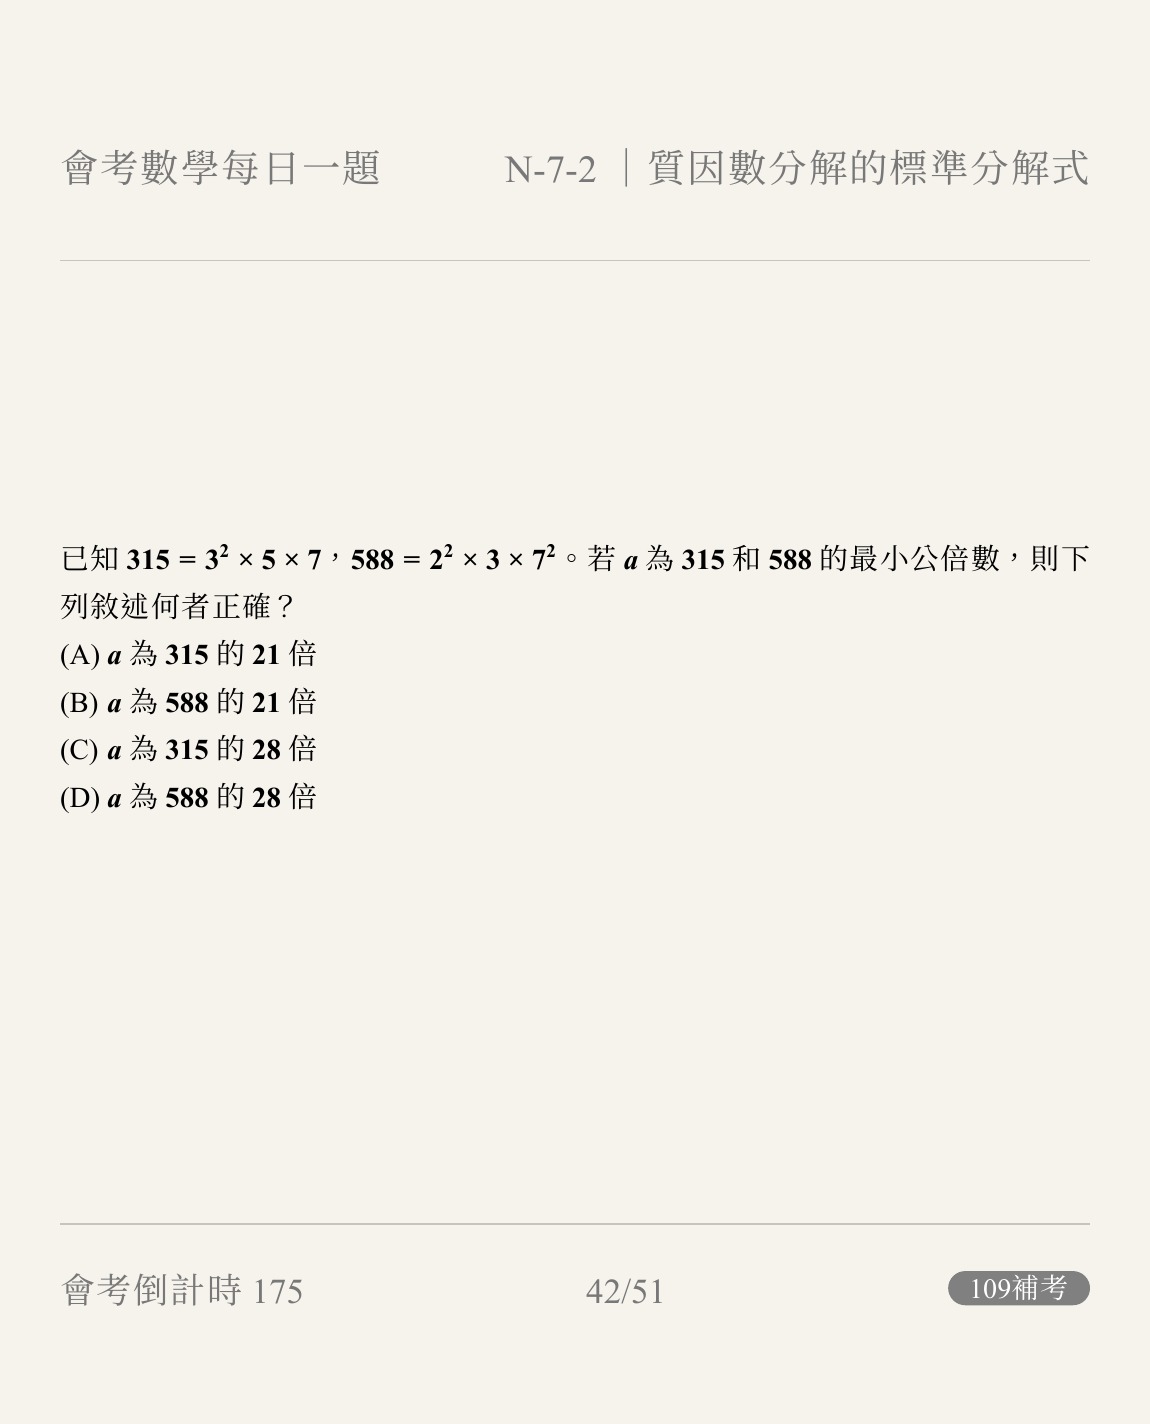 會考數學每日一題
N-7-2 | 質因數分解的標準分解式
已知 315 = 3² × 5 × 7，588 = 2² × 3 × 7²。若 a 為 315 和 588 的最小公倍數，則下
列敘述何者正確？
(A) a 為 315 的 21 倍
(B) a 為 588 的 21 倍
(C) a 為 315 的 28 倍
(D) a 為 588 的 28 倍
會考倒計時 175
42/51
109補考